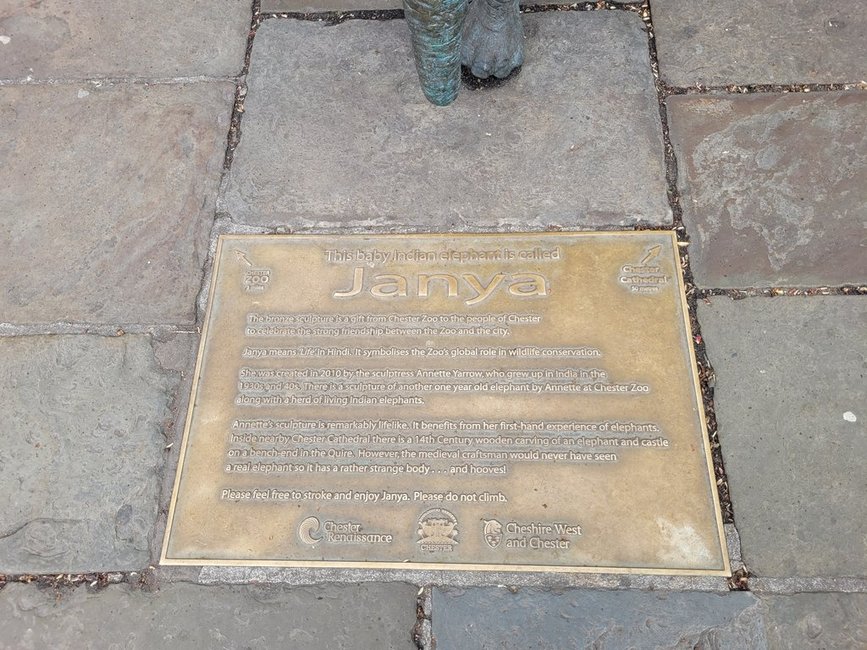 This baby Indian elephant is called
Janya
CHESTER
ZOO
Chester
Cathedral
50 metres
The bronze sculpture is a gift from Chester Zoo to the people of Chester
to celebrate the strong friendship between the Zoo and the city.
Janya means 'Life' in Hindi. It symbolises the Zoo's global role in wildlife conservation.
She was created in 2010 by the sculptress Annette Yarrow, who grew up in India in the
1930s and 40s. There is a sculpture of another one year old elephant by Annette at Chester Zoo
along with a herd of living Indian elephants.
Annette's sculpture is remarkably lifelike. It benefits from her first-hand experience of elephants.
Inside nearby Chester Cathedral there is a 14th Century wooden carving of an elephant and castle
on a bench-end in the Quire. However, the medieval craftsman would never have seen
a real elephant so it has a rather strange body . . . . and hooves!
Please feel free to stroke and enjoy Janya. Please do not climb.
Chester
Renaissance
CHESTER
Cheshire West
and Chester